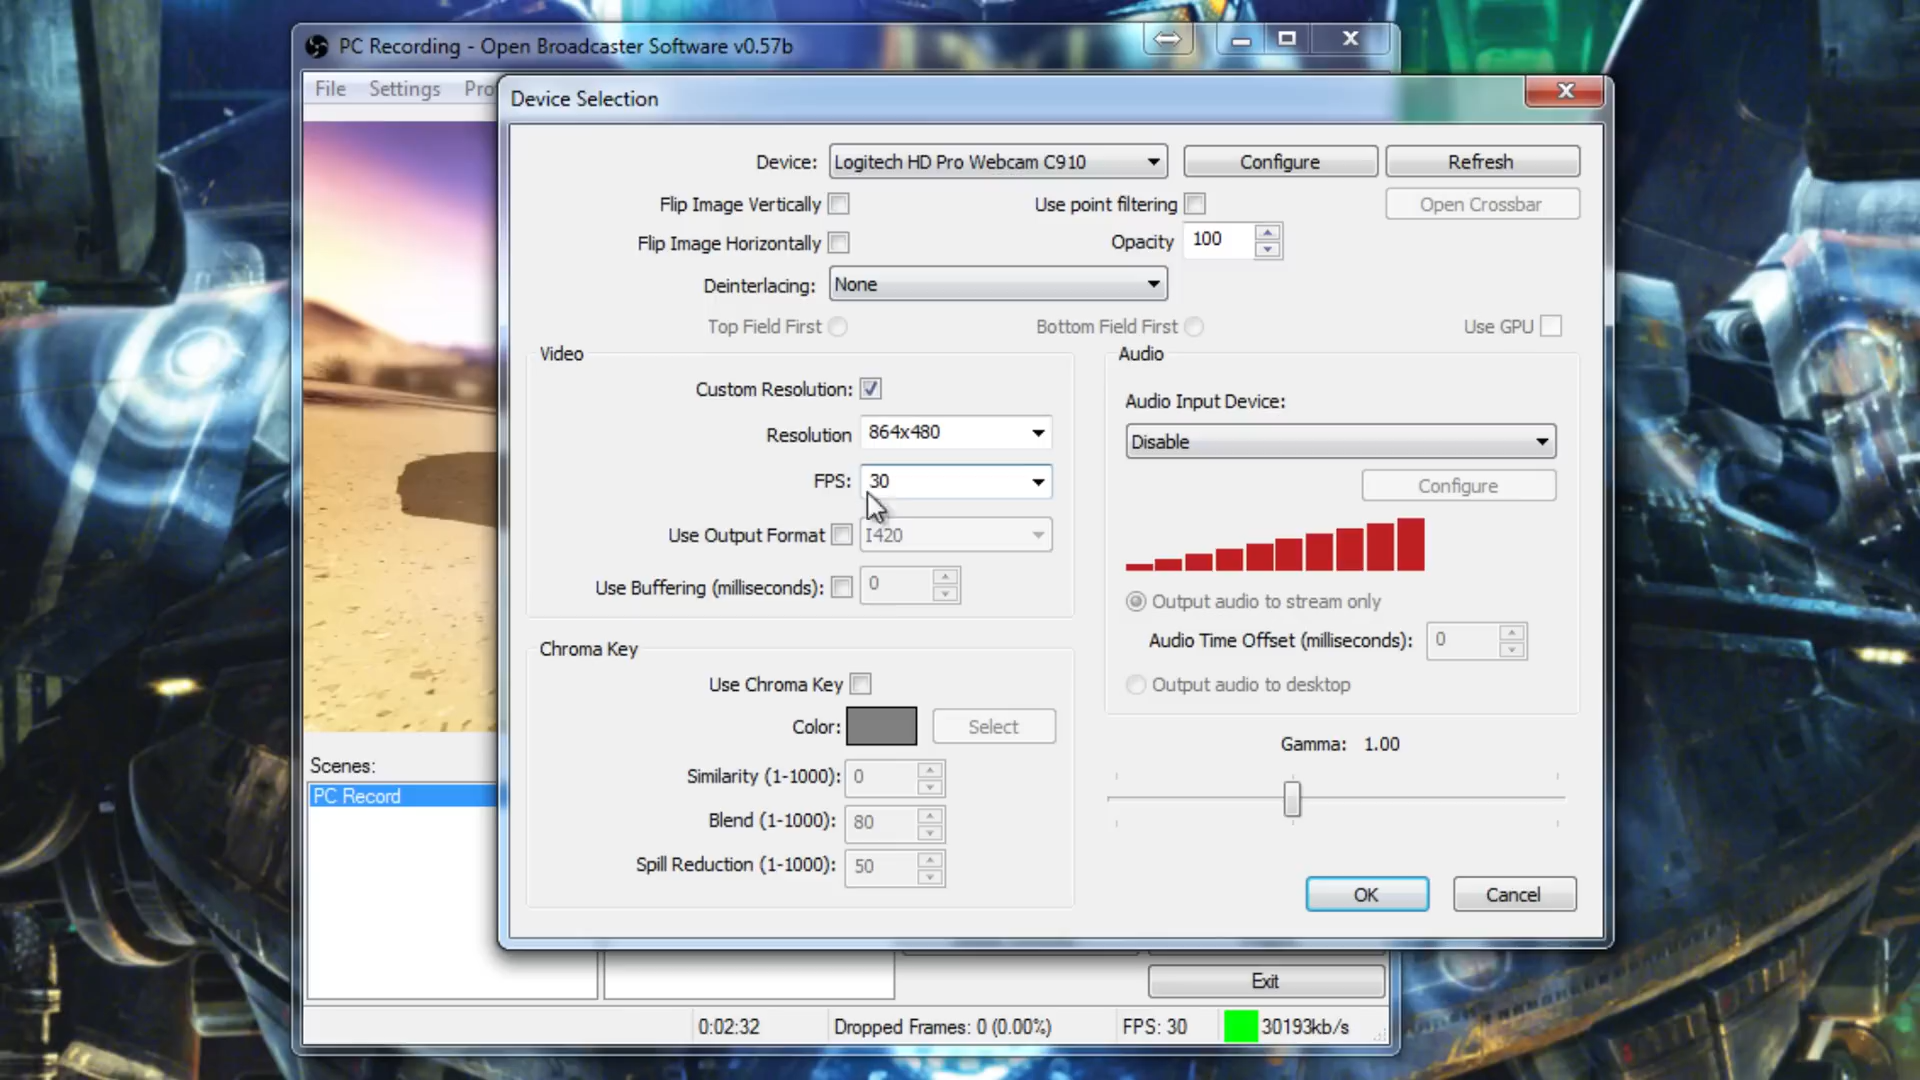 PC Recording - Open Broadcaster Software v0.57b
File Settings Pro
Device Selection
Device: Logitech HD Pro Webcam C910 Configure Refresh
Flip Image Vertically Use point filtering Open Crossbar
Flip Image Horizontally Opacity 100
Deinterlacing: None
Top Field First Bottom Field First Use GPU
Video Audio
Custom Resolution:
Audio Input Device:
Resolution 864x480 Disable
FPS: 30 Configure
Use Output Format I420
Use Buffering (milliseconds): 0
Output audio to stream only
Audio Time Offset (milliseconds): 0
Chroma Key
Use Chroma Key Output audio to desktop
Color: Select
Gamma: 1.00
Similarity (1-1000): 0
Blend (1-1000): 80
Spill Reduction (1-1000): 50
OK Cancel
Scenes:
PC Record
Exit
0:02:32 Dropped Frames: 0 (0.00%) FPS: 30 30193kb/s